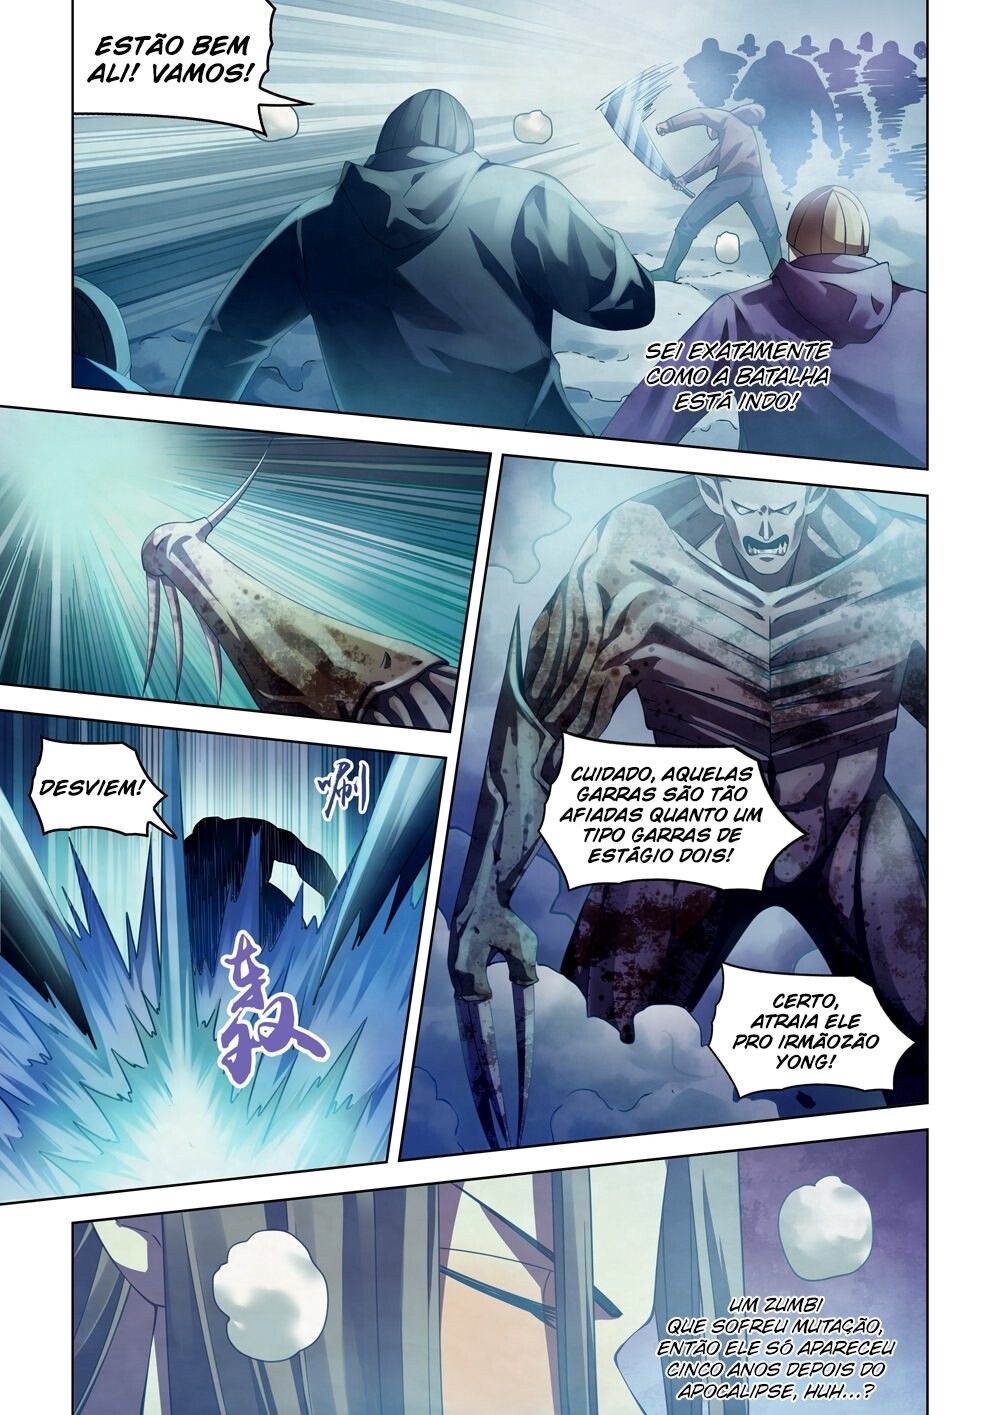 ESTÃO BEM
ALI! VAMOS!
SEI EXATAMENTE
COMO A BATALHA
ESTÁ INDO!
CUIDADO, AQUELAS
GARRAS SÃO TÃO
AFIADAS QUANTO UM
TIPO GARRAS DE
ESTÁGIO DOIS!
CERTO,
ATRAIA ELE
PRO IRMÃOZÃO
YONG!
DESVIEM!
唰
轰
UM ZUMBI
QUE SOFREU MUTAÇÃO,
ENTÃO ELE SÓ APARECEU
CINCO ANOS DEPOIS DO
APOCALIPSE, HUH...?